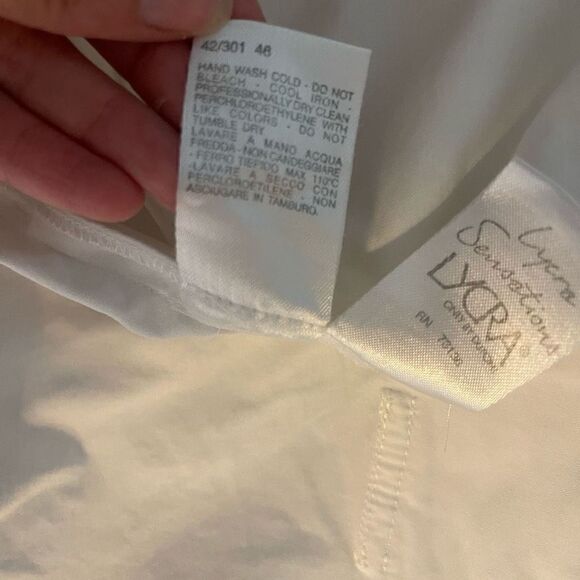 42/301 46
HAND WASH COLD - DO NOT
BLEACH - COOL IRON -
PROFESSIONALLY DRY CLEAN
PERCHLOROETHYLENE WITH
LIKE COLORS - DO NOT
TUMBLE DRY
LAVARE A MANO ACQUA
FREDDA - NON CANDEGGIARE
- FERRO TIEPIDO MAX 110°C
- LAVARE A SECCO CON
PERCLOROETILENE - NON
ASCIUGARE IN TAMBURO.
Lycra
Sensations
LYCRA®
ONLY BY DUPONT
RN